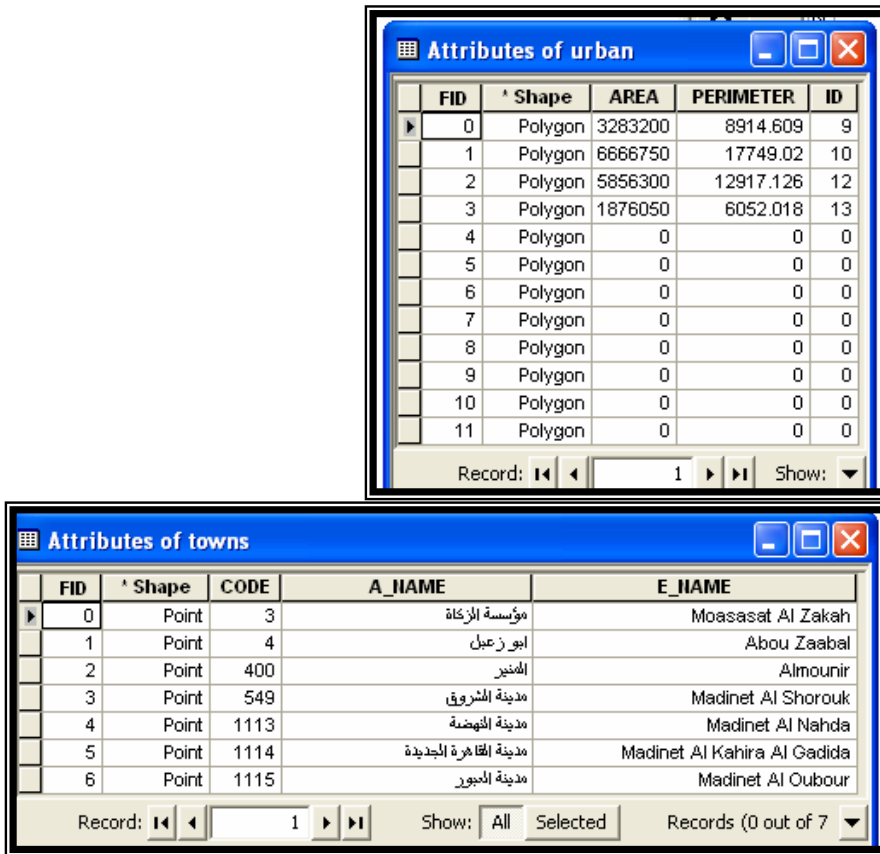 Attributes of urban
FID * Shape AREA PERIMETER ID
0 Polygon 3283200 8914.609 9
1 Polygon 6666750 17749.02 10
2 Polygon 5856300 12917.126 12
3 Polygon 1876050 6052.018 13
4 Polygon 0 0 0
5 Polygon 0 0 0
6 Polygon 0 0 0
7 Polygon 0 0 0
8 Polygon 0 0 0
9 Polygon 0 0 0
10 Polygon 0 0 0
11 Polygon 0 0 0
Record: 1 Show:
Attributes of towns
FID * Shape CODE A_NAME E_NAME
0 Point 3 مؤسسة الزكاة Moasasat Al Zakah
1 Point 4 ابو زعبل Abou Zaabal
2 Point 400 المنير Almounir
3 Point 549 مدينة الشروق Madinet Al Shorouk
4 Point 1113 مدينة النهضة Madinet Al Nahda
5 Point 1114 مدينة القاهرة الجديدة Madinet Al Kahira Al Gadida
6 Point 1115 مدينة العبور Madinet Al Oubour
Record: 1 Show: All Selected Records (0 out of 7